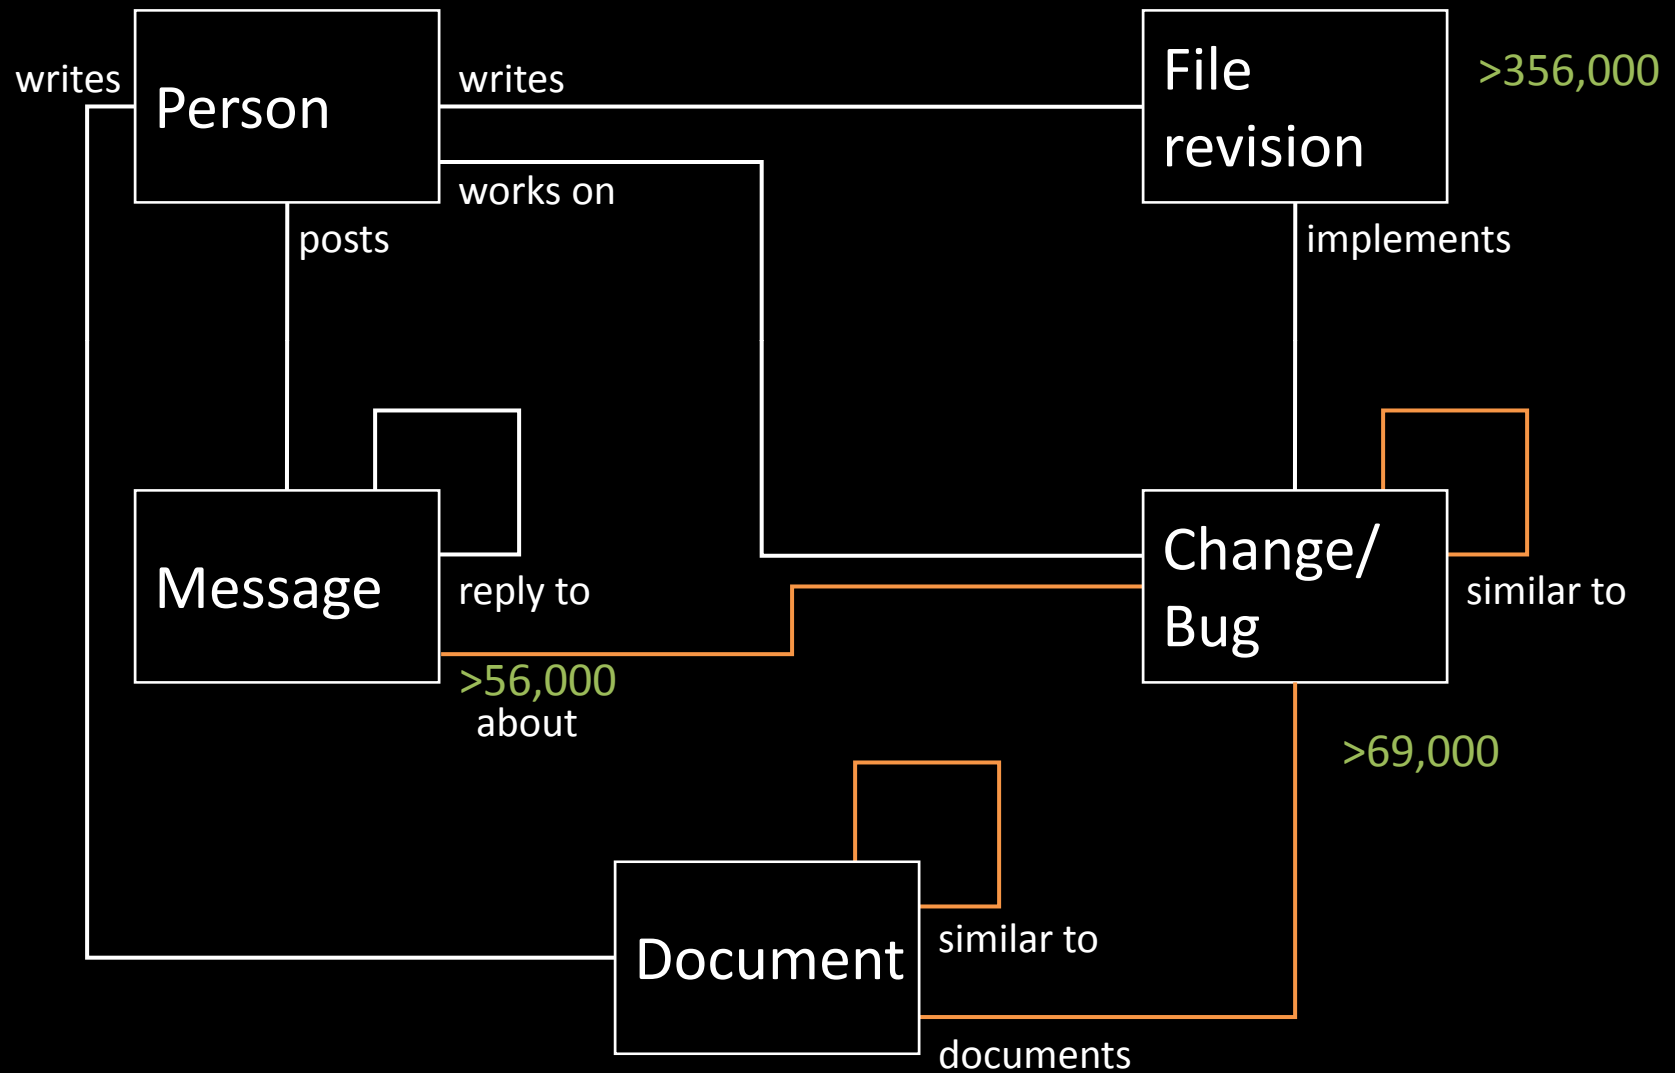 writes
Person
writes
File
revision
>356,000
works on
posts
implements
Message
reply to
Change/
Bug
similar to
>56,000
about
>69,000
Document
similar to
documents